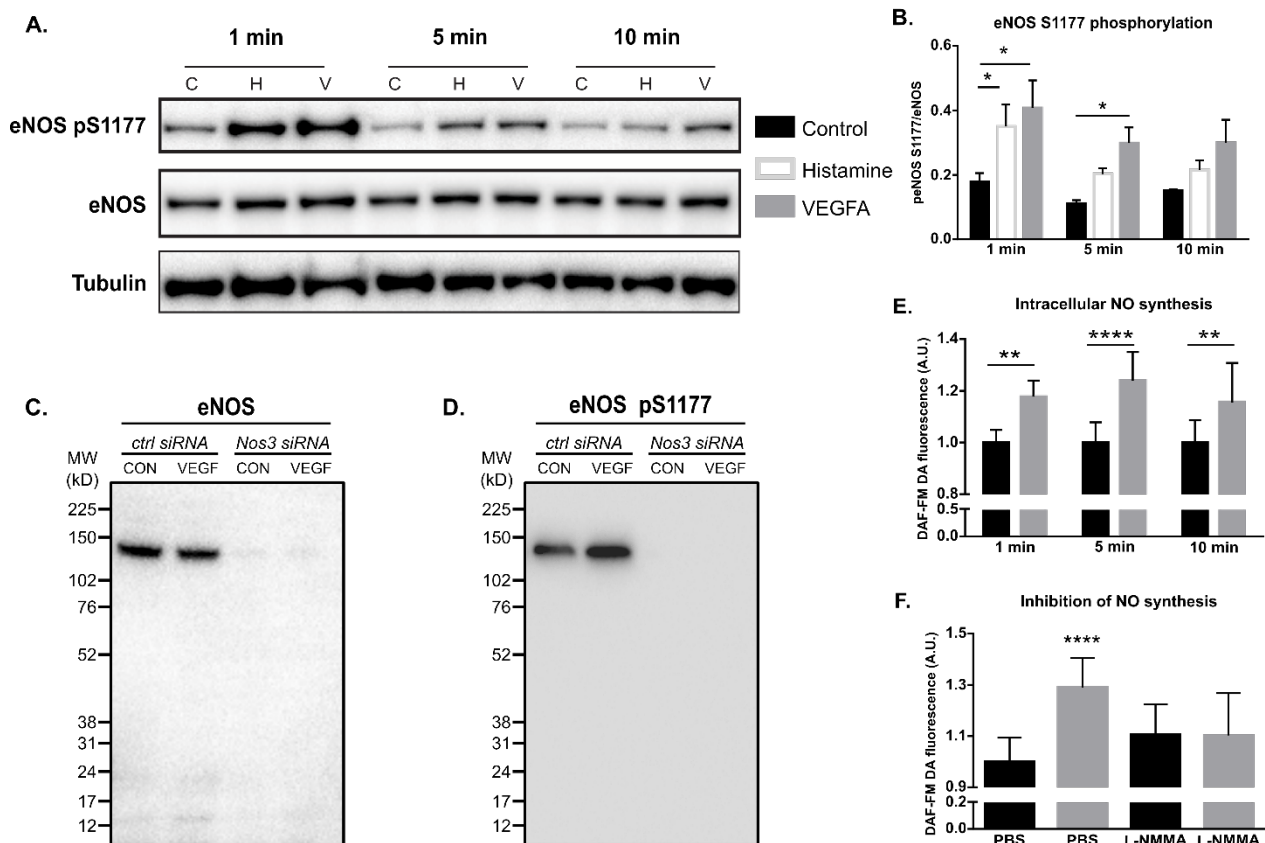 A.
1 min 5 min 10 min
C H V C H V C H V
eNOS pS1177
eNOS
Tubulin
Control
Histamine
VEGFA
B.
eNOS S1177 phosphorylation
peNOS S1177/eNOS
0.6
0.4
0.2
0.0
* * *
1 min 5 min 10 min
C.
eNOS
ctrl siRNA Nos3 siRNA
MW
(kD)
CON VEGF CON VEGF
225
150
102
76
52
38
31
24
17
12
D.
eNOS pS1177
ctrl siRNA Nos3 siRNA
MW
(kD)
CON VEGF CON VEGF
225
150
102
76
52
38
31
24
17
12
E.
Intracellular NO synthesis
DAF-FM DA fluorescence (A.U.)
1.4
1.2
1.0
0.8
0.5
0.0
** **** **
1 min 5 min 10 min
F.
Inhibition of NO synthesis
DAF-FM DA fluorescence (A.U.)
1.5
1.3
1.1
0.9
0.2
0.0
****
PBS PBS L-NMMA L-NMMA